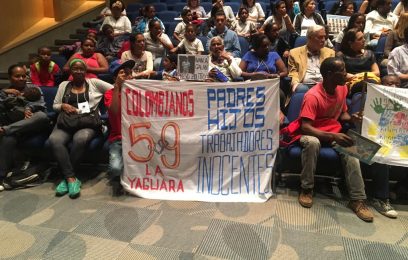 COLOMBIANOS
59
LA
YAGUARA
PADRES
HIJOS
TRABAJADORES
INOCENTES